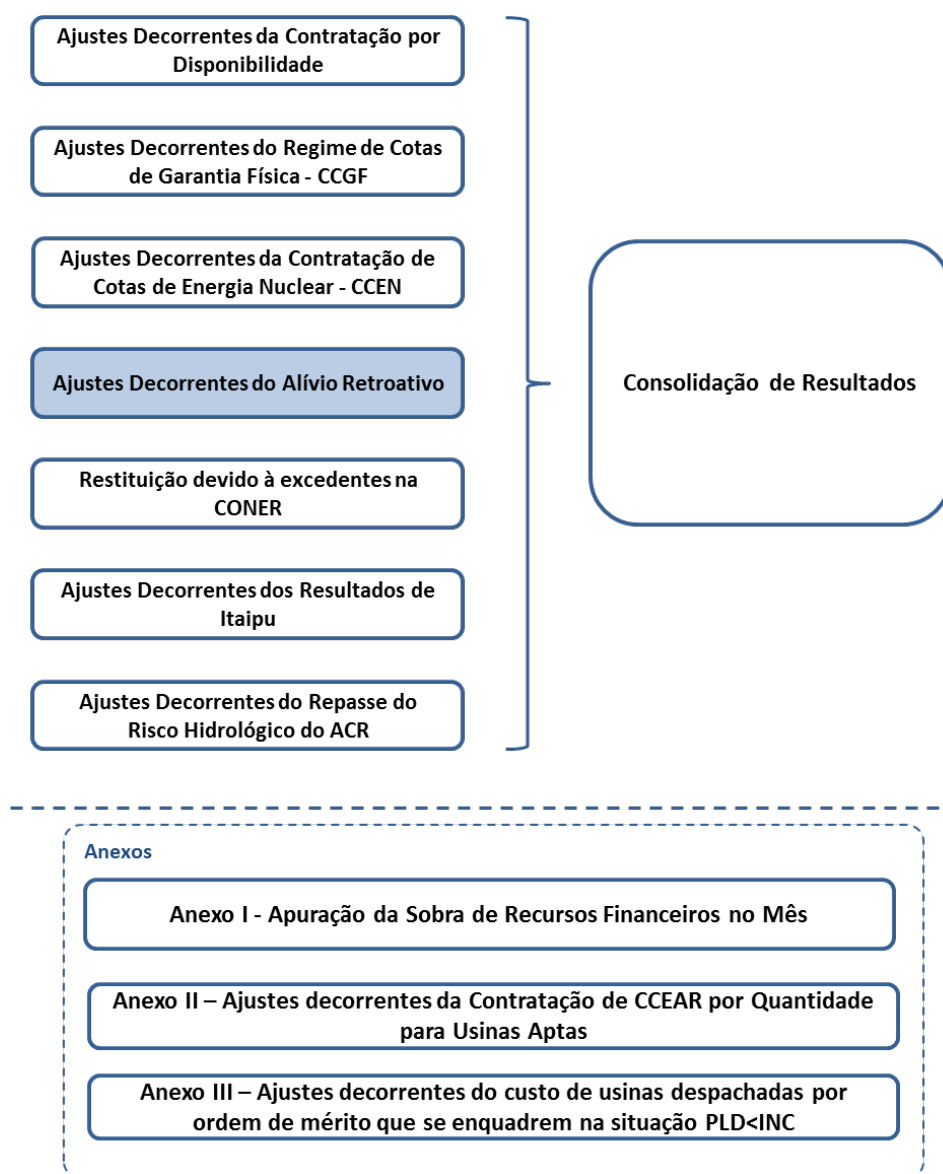 Ajustes Decorrentes da Contratação por
Disponibilidade
Ajustes Decorrentes do Regime de Cotas
de Garantia Física - CCGF
Ajustes Decorrentes da Contratação de
Cotas de Energia Nuclear - CCEN
Ajustes Decorrentes do Alívio Retroativo
Restituição devido à excedentes na
CONER
Ajustes Decorrentes dos Resultados de
Itaipu
Ajustes Decorrentes do Repasse do
Risco Hidrológico do ACR
Consolidação de Resultados
Anexos
Anexo I - Apuração da Sobra de Recursos Financeiros no Mês
Anexo II – Ajustes decorrentes da Contratação de CCEAR por Quantidade
para Usinas Aptas
Anexo III – Ajustes decorrentes do custo de usinas despachadas por
ordem de mérito que se enquadrem na situação PLD<INC